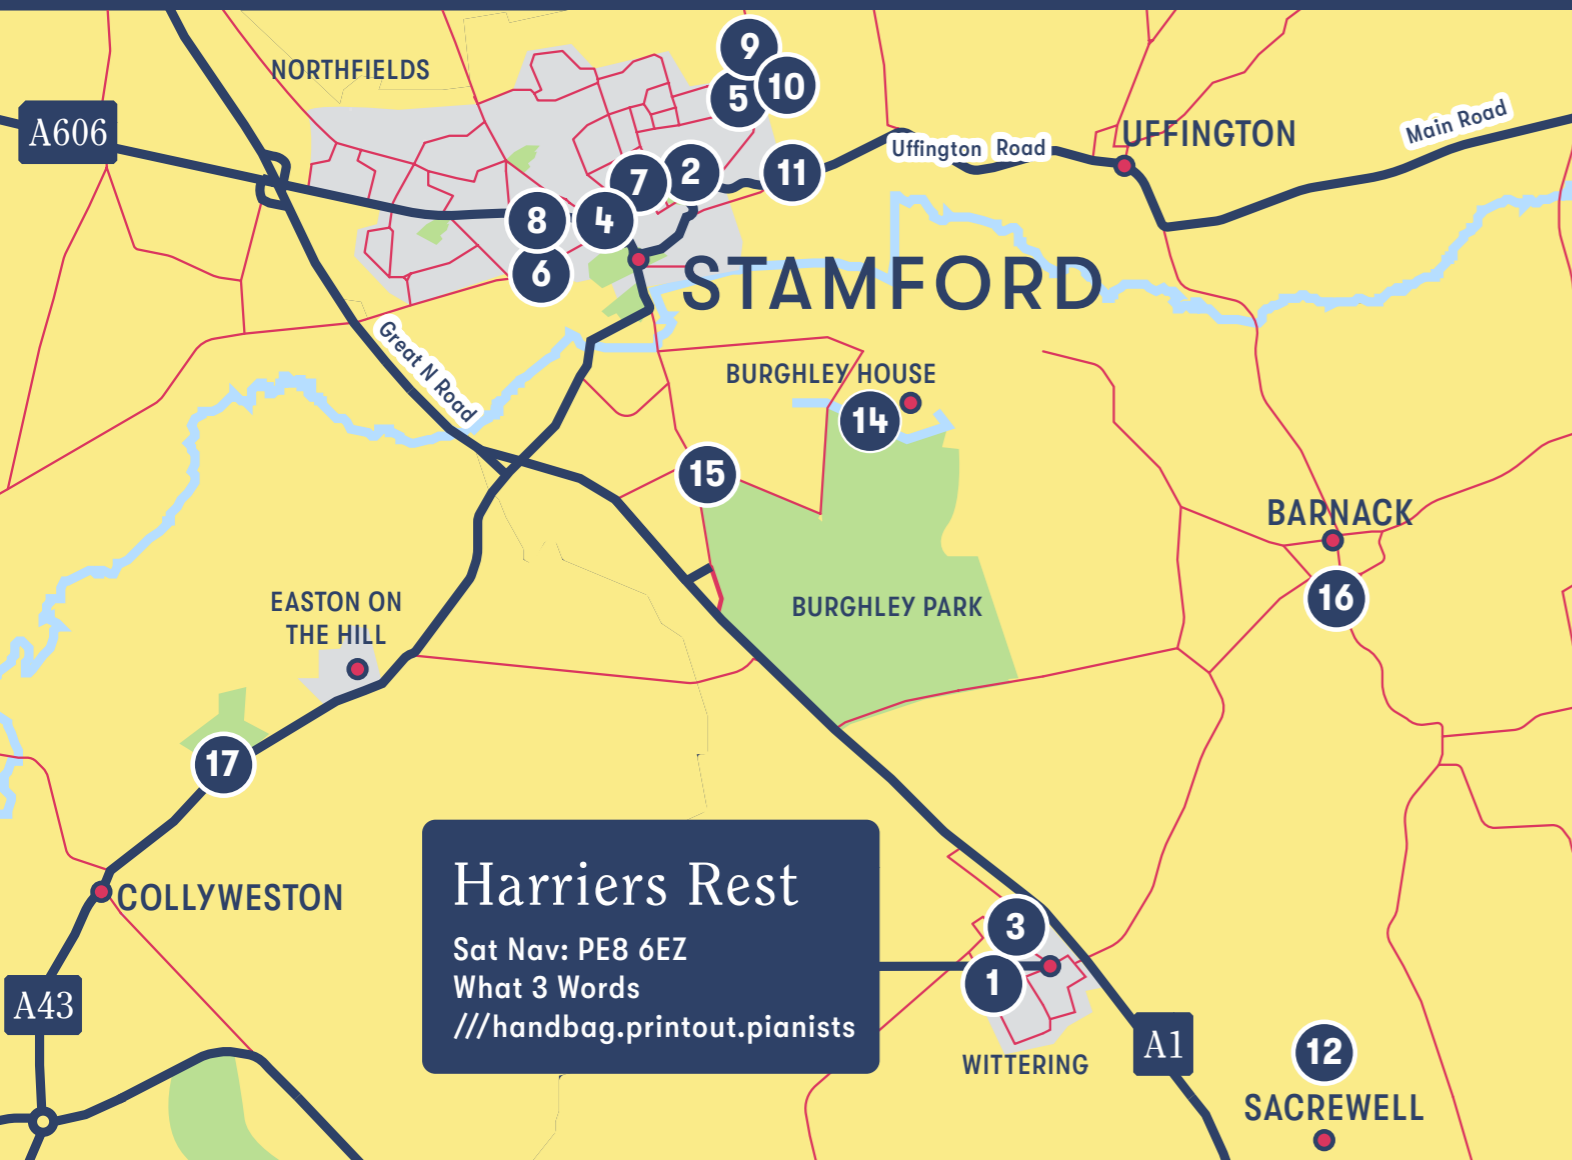 9
NORTHFIELDS
5
10
A606
Main Road
UFFINGTON
Uffington Road
7
2
11
8
4
6
STAMFORD
Great N Road
BURGHLEY HOUSE
14
15
BARNACK
16
EASTON ON
THE HILL
BURGHLEY PARK
17
COLLYWESTON
Harriers Rest
Sat Nav: PE8 6EZ
What 3 Words
///handbag.printout.pianists
3
1
A43
A1
WITTERING
12
SACREWELL